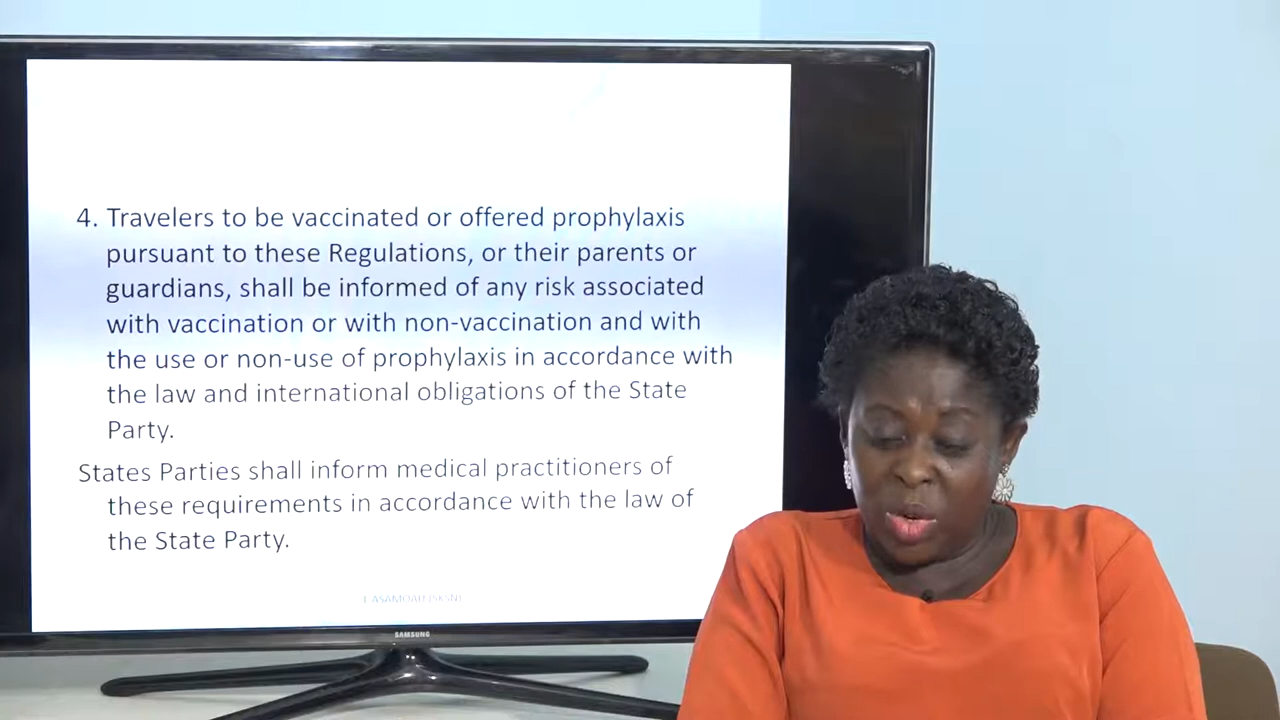 4. Travelers to be vaccinated or offered prophylaxis
pursuant to these Regulations, or their parents or
guardians, shall be informed of any risk associated
with vaccination or with non-vaccination and with
the use or non-use of prophylaxis in accordance with
the law and international obligations of the State
Party.
States Parties shall inform medical practitioners of
these requirements in accordance with the law of
the State Party.
ASAMOAH
SAMSUNG